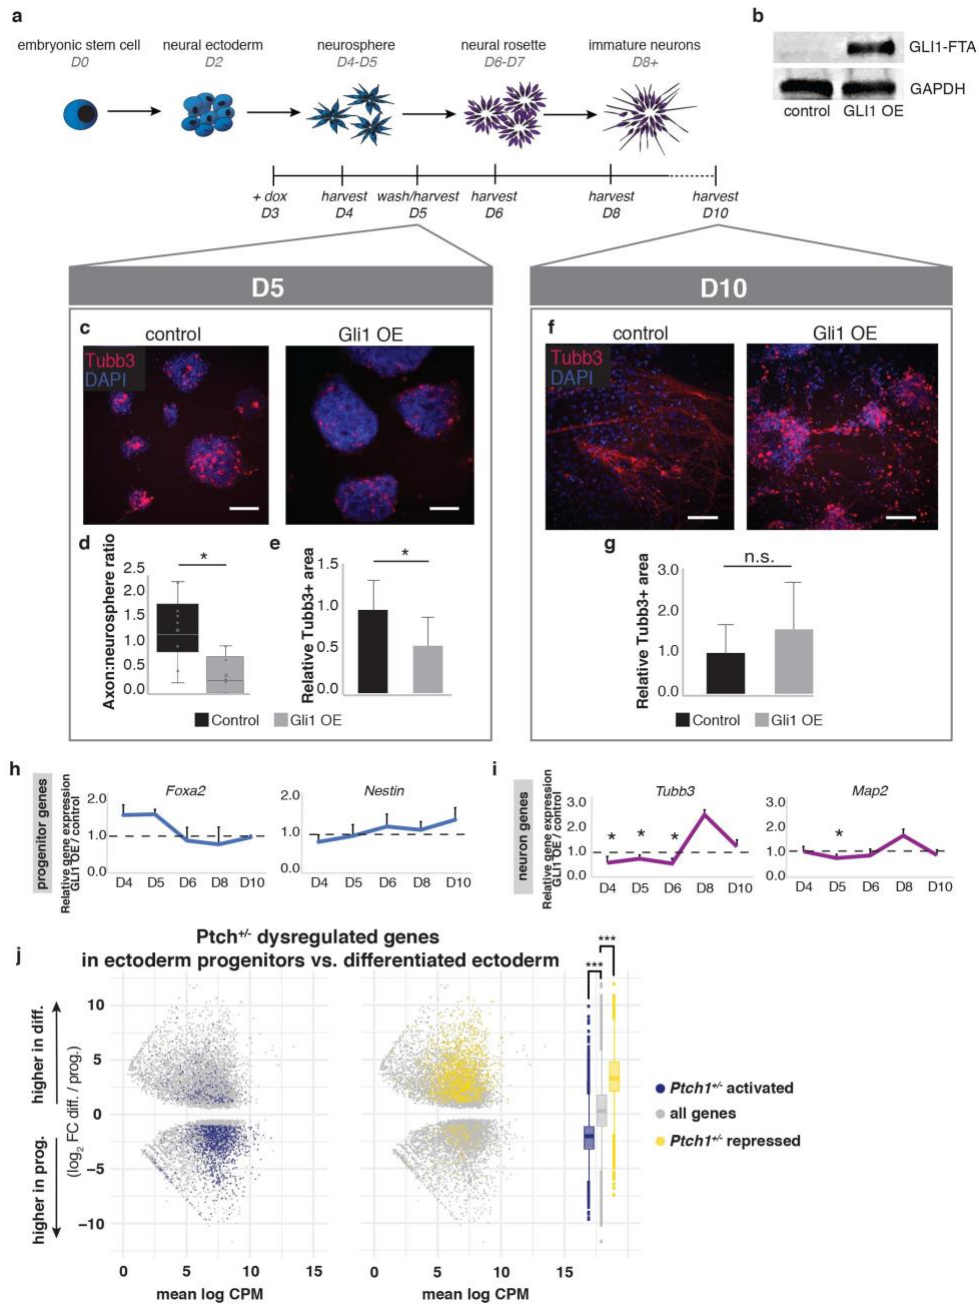 a
embryonic stem cell
D0
neural ectoderm
D2
neurosphere
D4-D5
neural rosette
D6-D7
immature neurons
D8+
+ dox
D3
harvest
D4
wash/harvest
D5
harvest
D6
harvest
D8
harvest
D10
b
GLI1-FTA
GAPDH
control GLI1 OE
D5
c
control
Gli1 OE
Tubb3
DAPI
d
Axon:neurosphere ratio
2.5
2.0
1.5
1.0
0.5
0.0
*
e
Relative Tubb3+ area
1.5
1.0
0.5
0.0
*
Control Gli1 OE
D10
f
control
Gli1 OE
Tubb3
DAPI
g
Relative Tubb3+ area
3.0
2.0
1.0
0.0
n.s.
Control Gli1 OE
h
progenitor genes
Relative gene expression
GLI1 OE / control
Foxa2
2.0
1.0
0.0
D4 D5 D6 D8 D10
Nestin
2.0
1.0
0.0
D4 D5 D6 D8 D10
i
neuron genes
Relative gene expression
GLI1 OE / control
Tubb3
3.0
2.0
1.0
0.0
* * *
D4 D5 D6 D8 D10
Map2
3.0
2.0
1.0
0.0
*
D4 D5 D6 D8 D10
j
Ptch+/- dysregulated genes
in ectoderm progenitors vs. differentiated ectoderm
higher in diff.
higher in prog.
(log2 FC diff. / prog.)
10
5
0
−5
−10
0 5 10 15
mean log CPM
0 5 10 15
mean log CPM
***
***
Ptch1+/- activated
all genes
Ptch1+/- repressed